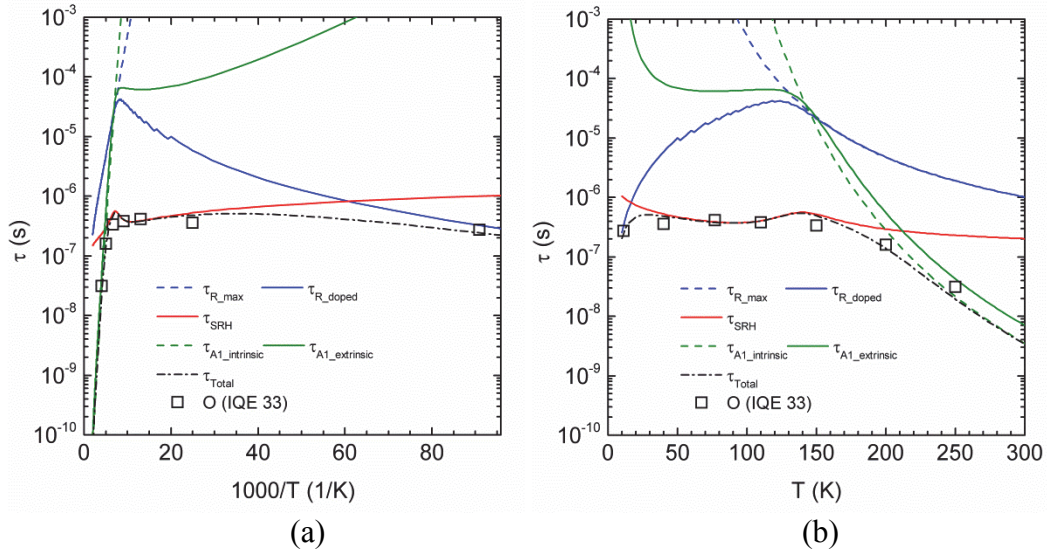 10⁻³
10⁻⁴
10⁻⁵
10⁻⁶
10⁻⁷
10⁻⁸
10⁻⁹
10⁻¹⁰
τ (s)
τR_max τR_doped
τSRH
τA1_intrinsic τA1_extrinsic
τTotal
O (IQE 33)
0 20 40 60 80
1000/T (1/K)
(a)
10⁻³
10⁻⁴
10⁻⁵
10⁻⁶
10⁻⁷
10⁻⁸
10⁻⁹
10⁻¹⁰
τ (s)
τR_max τR_doped
τSRH
τA1_intrinsic τA1_extrinsic
τTotal
O (IQE 33)
0 50 100 150 200 250 300
T (K)
(b)